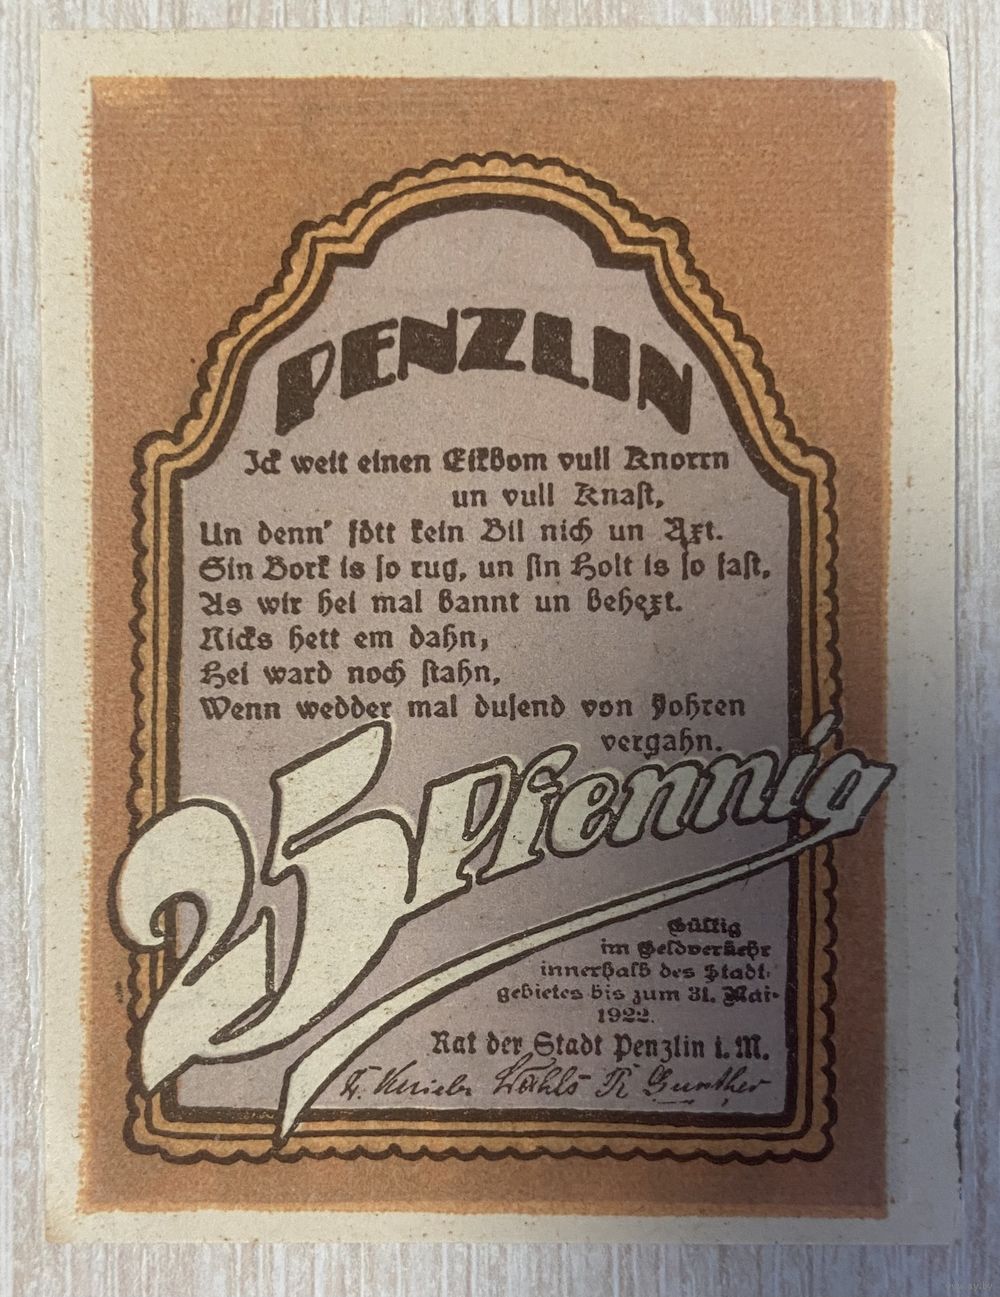 PENZLIN
Ick weit einen Eikbom vull Knorrn
un vull Knast,
Un denn' fött kein Bil nich un Axt.
Sin Bork is so rug, un sin Holt is so fast,
As wir hei mal bannt un behext.
Nicks hett em dahn,
Hei ward noch stahn,
Wenn wedder mal dusend von Johren
vergahn.
25 Pfennig
Gültig
im Geldverkehr
innerhalb des Stadt-
gebietes bis zum 31. Mai
1922.
Rat der Stadt Penzlin i. M.
Günther